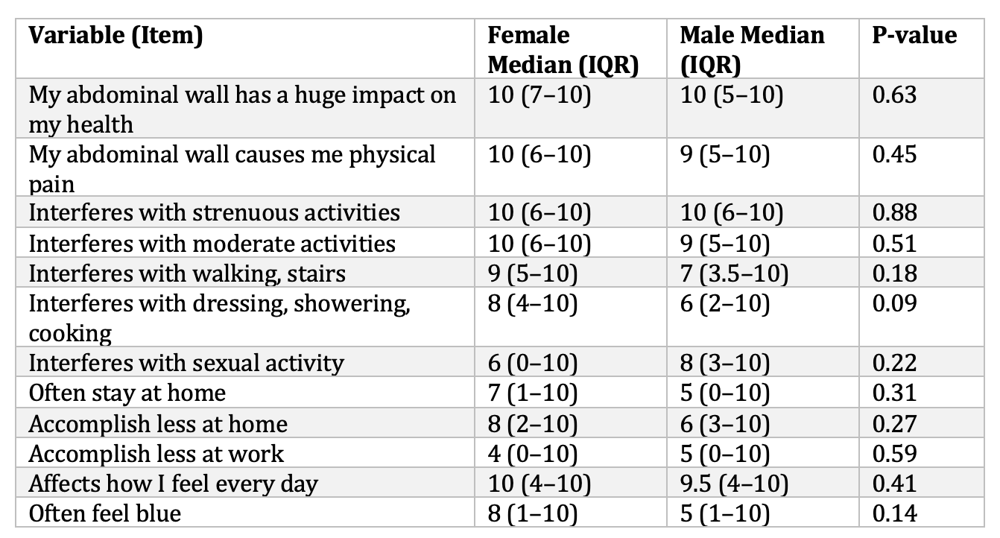 Variable (Item) Female Male Median P-value
Median (IQR) (IQR)
My abdominal wall has a huge impact on 10 (7–10) 10 (5–10) 0.63
my health
My abdominal wall causes me physical 10 (6–10) 9 (5–10) 0.45
pain
Interferes with strenuous activities 10 (6–10) 10 (6–10) 0.88
Interferes with moderate activities 10 (6–10) 9 (5–10) 0.51
Interferes with walking, stairs 9 (5–10) 7 (3.5–10) 0.18
Interferes with dressing, showering, 8 (4–10) 6 (2–10) 0.09
cooking
Interferes with sexual activity 6 (0–10) 8 (3–10) 0.22
Often stay at home 7 (1–10) 5 (0–10) 0.31
Accomplish less at home 8 (2–10) 6 (3–10) 0.27
Accomplish less at work 4 (0–10) 5 (0–10) 0.59
Affects how I feel every day 10 (4–10) 9.5 (4–10) 0.41
Often feel blue 8 (1–10) 5 (1–10) 0.14